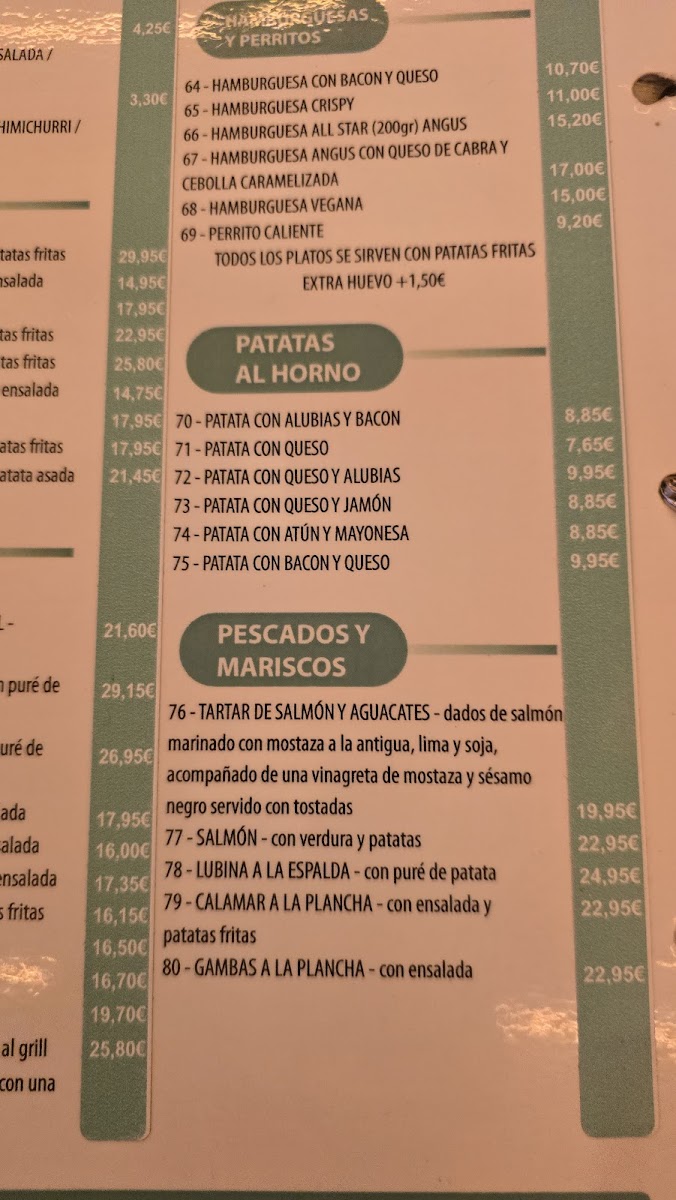 4,25€
SALADA /
3,30€
HIMICHURRI /
tatas fritas 29,95€
nsalada 14,95€
17,95€
tas fritas 22,95€
tas fritas 25,80€
ensalada 14,75€
17,95€
atas fritas 17,95€
atata asada 21,45€
L - 21,60€
n puré de 29,15€
uré de 26,95€
ada 17,95€
salada 16,00€
ensalada 17,35€
s fritas 16,15€
16,50€
16,70€
19,70€
al grill 25,80€
con una
HAMBURGUESAS
Y PERRITOS
64 - HAMBURGUESA CON BACON Y QUESO 10,70€
65 - HAMBURGUESA CRISPY 11,00€
66 - HAMBURGUESA ALL STAR (200gr) ANGUS 15,20€
67 - HAMBURGUESA ANGUS CON QUESO DE CABRA Y
CEBOLLA CARAMELIZADA 17,00€
68 - HAMBURGUESA VEGANA 15,00€
69 - PERRITO CALIENTE 9,20€
TODOS LOS PLATOS SE SIRVEN CON PATATAS FRITAS
EXTRA HUEVO +1,50€
PATATAS
AL HORNO
70 - PATATA CON ALUBIAS Y BACON 8,85€
71 - PATATA CON QUESO 7,65€
72 - PATATA CON QUESO Y ALUBIAS 9,95€
73 - PATATA CON QUESO Y JAMÓN 8,85€
74 - PATATA CON ATÚN Y MAYONESA 8,85€
75 - PATATA CON BACON Y QUESO 9,95€
PESCADOS Y
MARISCOS
76 - TARTAR DE SALMÓN Y AGUACATES - dados de salmón
marinado con mostaza a la antigua, lima y soja,
acompañado de una vinagreta de mostaza y sésamo
negro servido con tostadas 19,95€
77 - SALMÓN - con verdura y patatas 22,95€
78 - LUBINA A LA ESPALDA - con puré de patata 24,95€
79 - CALAMAR A LA PLANCHA - con ensalada y 22,95€
patatas fritas
80 - GAMBAS A LA PLANCHA - con ensalada 22,95€